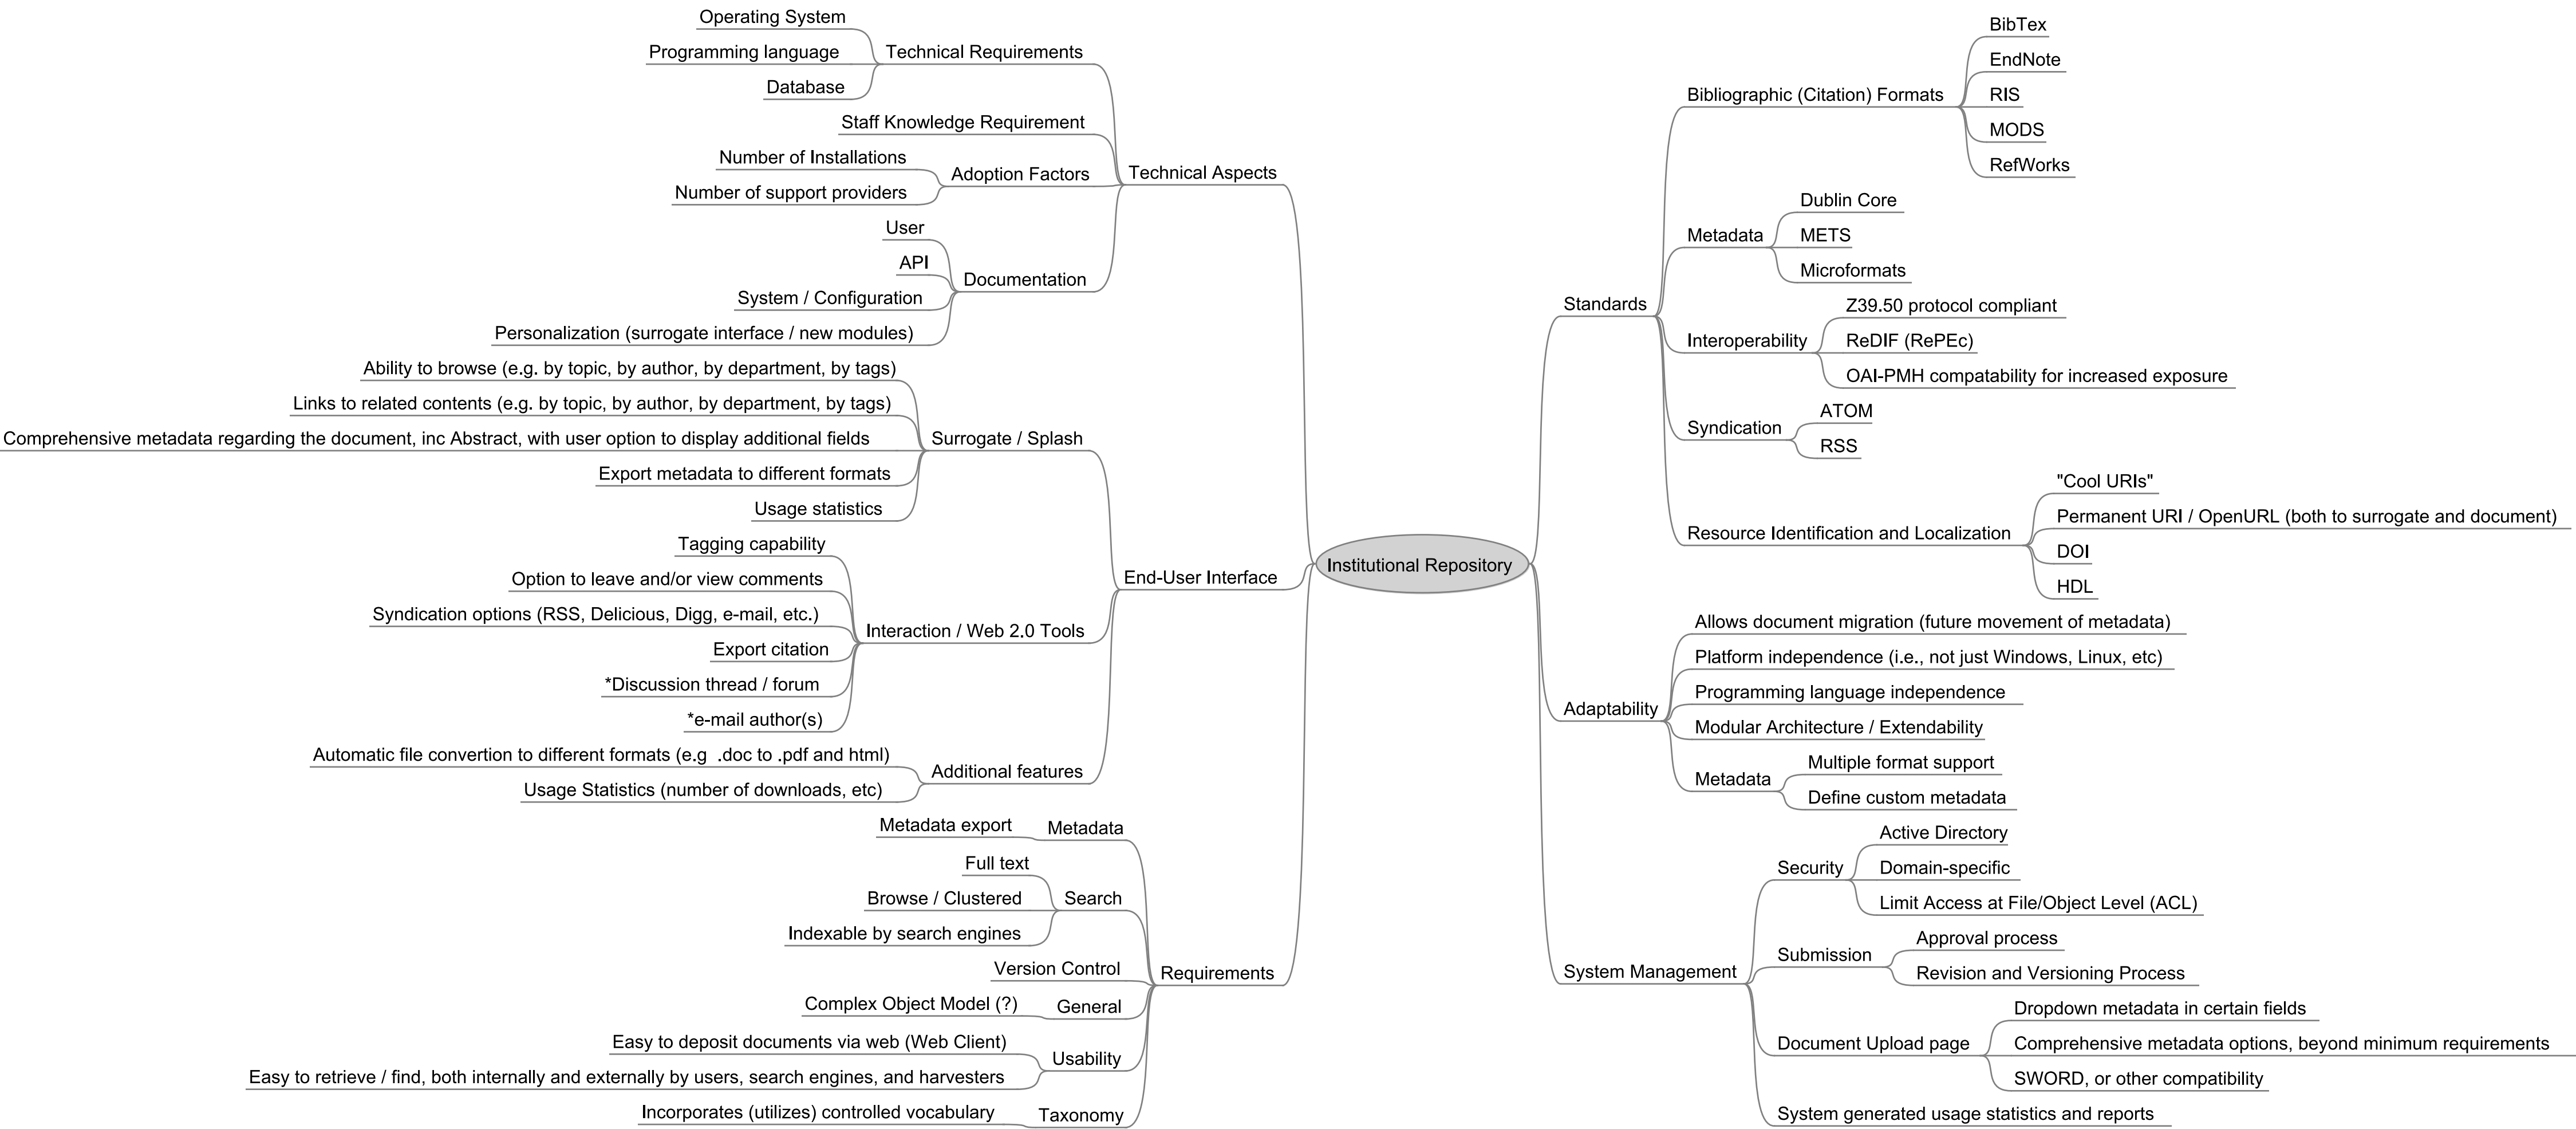 Institutional Repository
Technical Aspects
Technical Requirements
Operating System
Programming language
Database
Staff Knowledge Requirement
Adoption Factors
Number of Installations
Number of support providers
Documentation
User
API
System / Configuration
Personalization (surrogate interface / new modules)
End-User Interface
Surrogate / Splash
Ability to browse (e.g. by topic, by author, by department, by tags)
Links to related contents (e.g. by topic, by author, by department, by tags)
Comprehensive metadata regarding the document, inc Abstract, with user option to display additional fields
Export metadata to different formats
Usage statistics
Interaction / Web 2.0 Tools
Tagging capability
Option to leave and/or view comments
Syndication options (RSS, Delicious, Digg, e-mail, etc.)
Export citation
*Discussion thread / forum
*e-mail author(s)
Additional features
Automatic file convertion to different formats (e.g  .doc to .pdf and html)
Usage Statistics (number of downloads, etc)
Requirements
Metadata
Metadata export
Search
Full text
Browse / Clustered
Indexable by search engines
Version Control
General
Complex Object Model (?)
Usability
Easy to deposit documents via web (Web Client)
Easy to retrieve / find, both internally and externally by users, search engines, and harvesters
Taxonomy
Incorporates (utilizes) controlled vocabulary
Standards
Bibliographic (Citation) Formats
BibTex
EndNote
RIS
MODS
RefWorks
Metadata
Dublin Core
METS
Microformats
Interoperability
Z39.50 protocol compliant
ReDIF (RePEc)
OAI-PMH compatability for increased exposure
Syndication
ATOM
RSS
Resource Identification and Localization
"Cool URIs"
Permanent URI / OpenURL (both to surrogate and document)
DOI
HDL
Adaptability
Allows document migration (future movement of metadata)
Platform independence (i.e., not just Windows, Linux, etc)
Programming language independence
Modular Architecture / Extendability
Metadata
Multiple format support
Define custom metadata
System Management
Security
Active Directory
Domain-specific
Limit Access at File/Object Level (ACL)
Submission
Approval process
Revision and Versioning Process
Document Upload page
Dropdown metadata in certain fields
Comprehensive metadata options, beyond minimum requirements
SWORD, or other compatibility
System generated usage statistics and reports